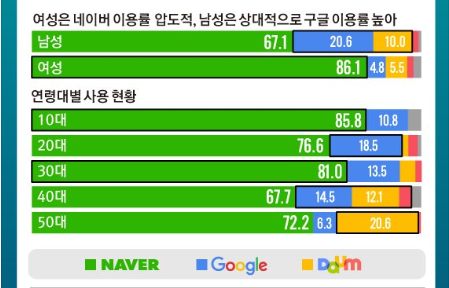 여성은 네이버 이용률 압도적, 남성은 상대적으로 구글 이용률 높아
남성 67.1 20.6 10.0
여성 86.1 4.8 5.5
연령대별 사용 현황
10대 85.8 10.8
20대 76.6 18.5
30대 81.0 13.5
40대 67.7 14.5 12.1
50대 72.2 6.3 20.6
NAVER Google Daum